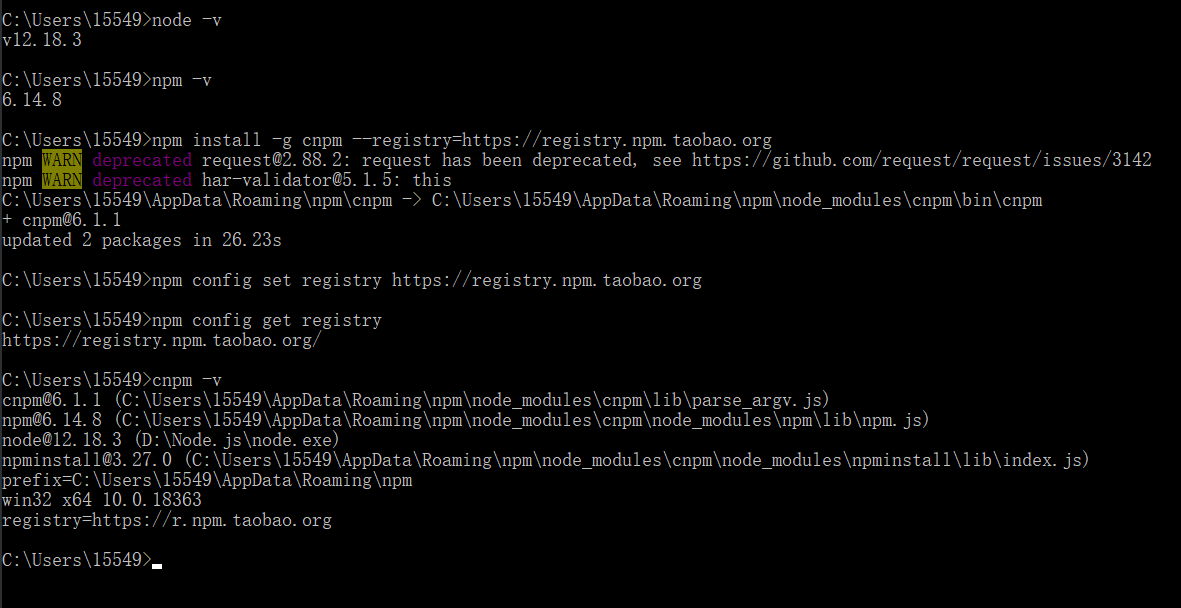 C:\Users\15549>node -v
v12.18.3
C:\Users\15549>npm -v
6.14.8
C:\Users\15549>npm install -g cnpm --registry=https://registry.npm.taobao.org
npm WARN deprecated request@2.88.2: request has been deprecated, see https://github.com/request/request/issues/3142
npm WARN deprecated har-validator@5.1.5: this
C:\Users\15549\AppData\Roaming\npm\cnpm -> C:\Users\15549\AppData\Roaming\npm\node_modules\cnpm\bin\cnpm
+ cnpm@6.1.1
updated 2 packages in 26.23s
C:\Users\15549>npm config set registry https://registry.npm.taobao.org
C:\Users\15549>npm config get registry
https://registry.npm.taobao.org/
C:\Users\15549>cnpm -v
cnpm@6.1.1 (C:\Users\15549\AppData\Roaming\npm\node_modules\cnpm\lib\parse_argv.js)
npm@6.14.8 (C:\Users\15549\AppData\Roaming\npm\node_modules\cnpm\node_modules\npm\lib\npm.js)
node@12.18.3 (D:\Node.js\node.exe)
npminstall@3.27.0 (C:\Users\15549\AppData\Roaming\npm\node_modules\cnpm\node_modules\npminstall\lib\index.js)
prefix=C:\Users\15549\AppData\Roaming\npm
win32 x64 10.0.18363
registry=https://r.npm.taobao.org
C:\Users\15549>